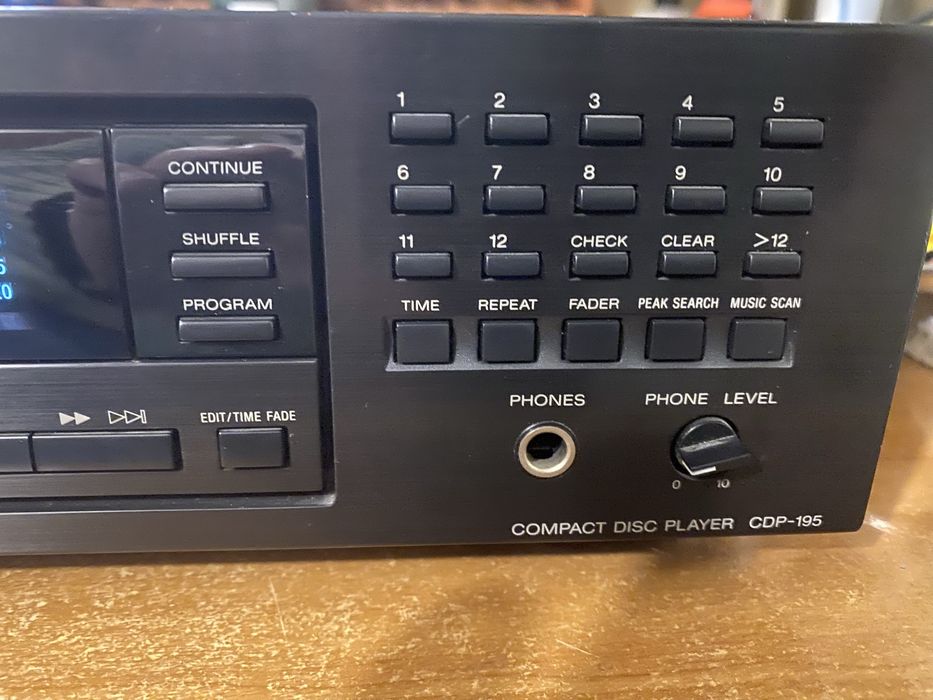 1 2 3 4 5
CONTINUE
6 7 8 9 10
SHUFFLE
11 12 CHECK CLEAR >12
PROGRAM
TIME REPEAT FADER PEAK SEARCH MUSIC SCAN
EDIT/TIME FADE
PHONES PHONE LEVEL
0 10
COMPACT DISC PLAYER CDP-195